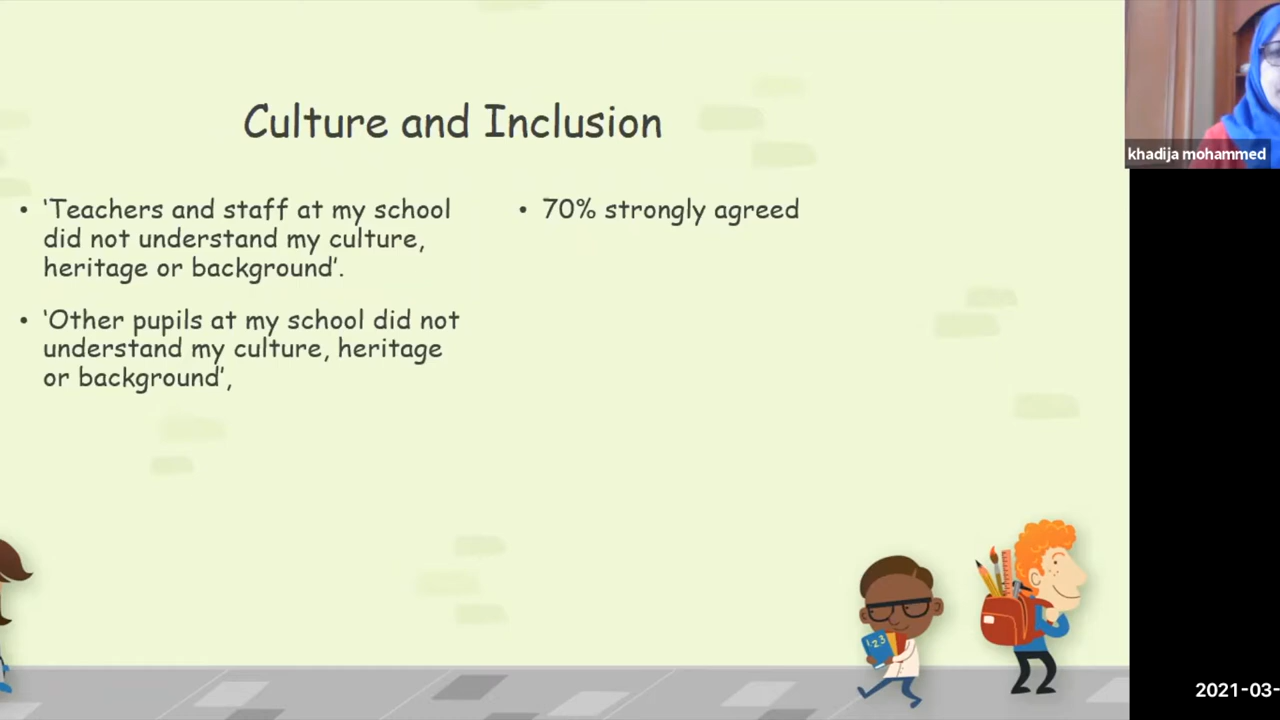 Culture and Inclusion
• ‘Teachers and staff at my school
did not understand my culture,
heritage or background’.
• ‘Other pupils at my school did not
understand my culture, heritage
or background’,
• 70% strongly agreed
khadija mohammed
123
2021-03-